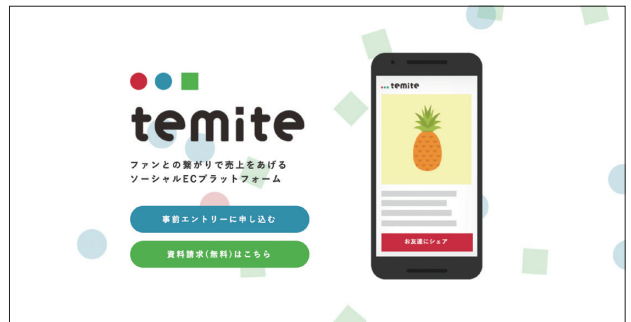 temite
ファンとの繋がりで売上をあげる
ソーシャルECプラットフォーム
事前エントリーに申し込む
資料請求(無料)はこちら
temite
お友達にシェア